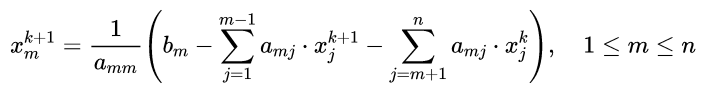 x_m^{k+1} = \frac{1}{a_{mm}} \left( b_m - \sum_{j=1}^{m-1} a_{mj} \cdot x_j^{k+1} - \sum_{j=m+1}^{n} a_{mj} \cdot x_j^k \right), \quad 1 \leq m \leq n